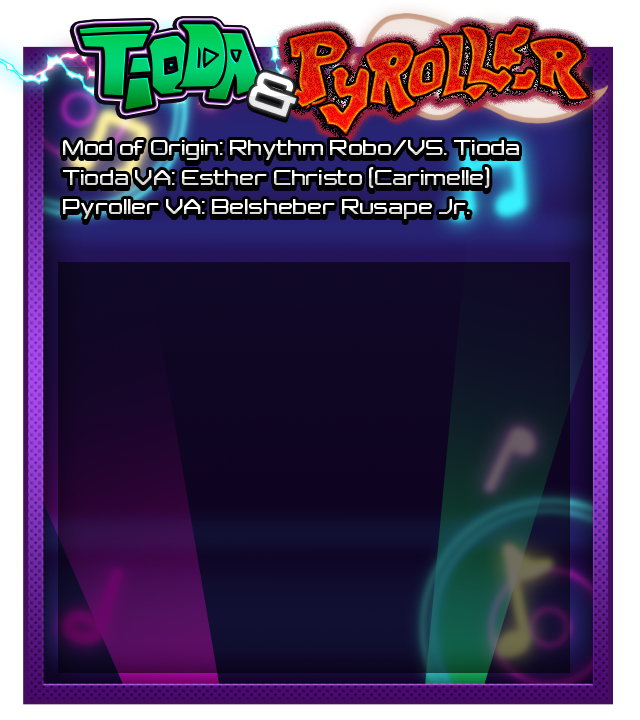 TIODA & PYROLLER
Mod of Origin: Rhythm Robo/VS. Tioda
Tioda VA: Esther Christo (Carimelle)
Pyroller VA: Belsheber Rusape Jr.